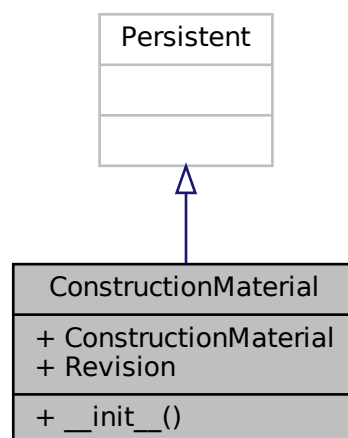 Persistent
ConstructionMaterial
+ ConstructionMaterial
+ Revision
+ __init__()